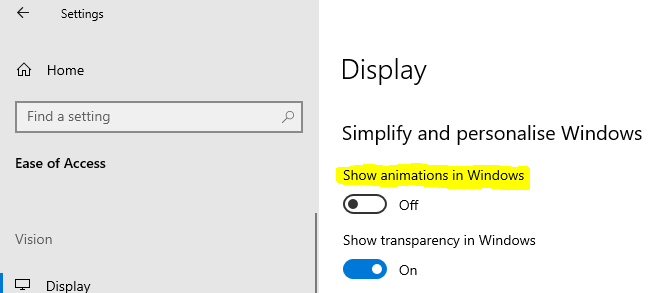 Settings
Home
Find a setting
Ease of Access
Vision
Display
Display
Simplify and personalise Windows
Show animations in Windows
Off
Show transparency in Windows
On